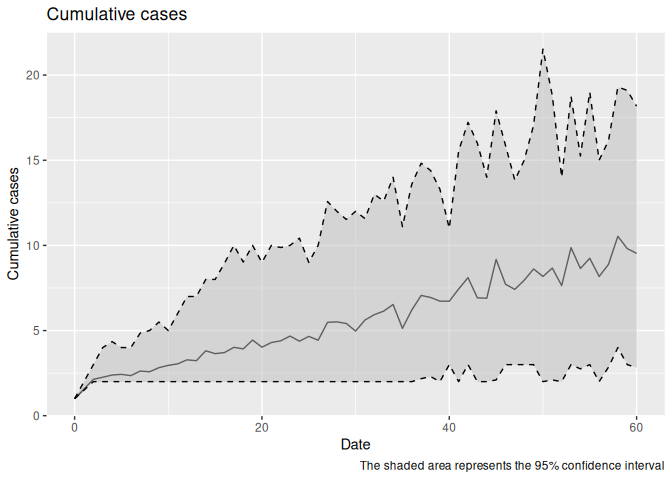 Cumulative cases
Cumulative cases
20
15
10
5
0
0 20 40 60
Date
The shaded area represents the 95% confidence interval